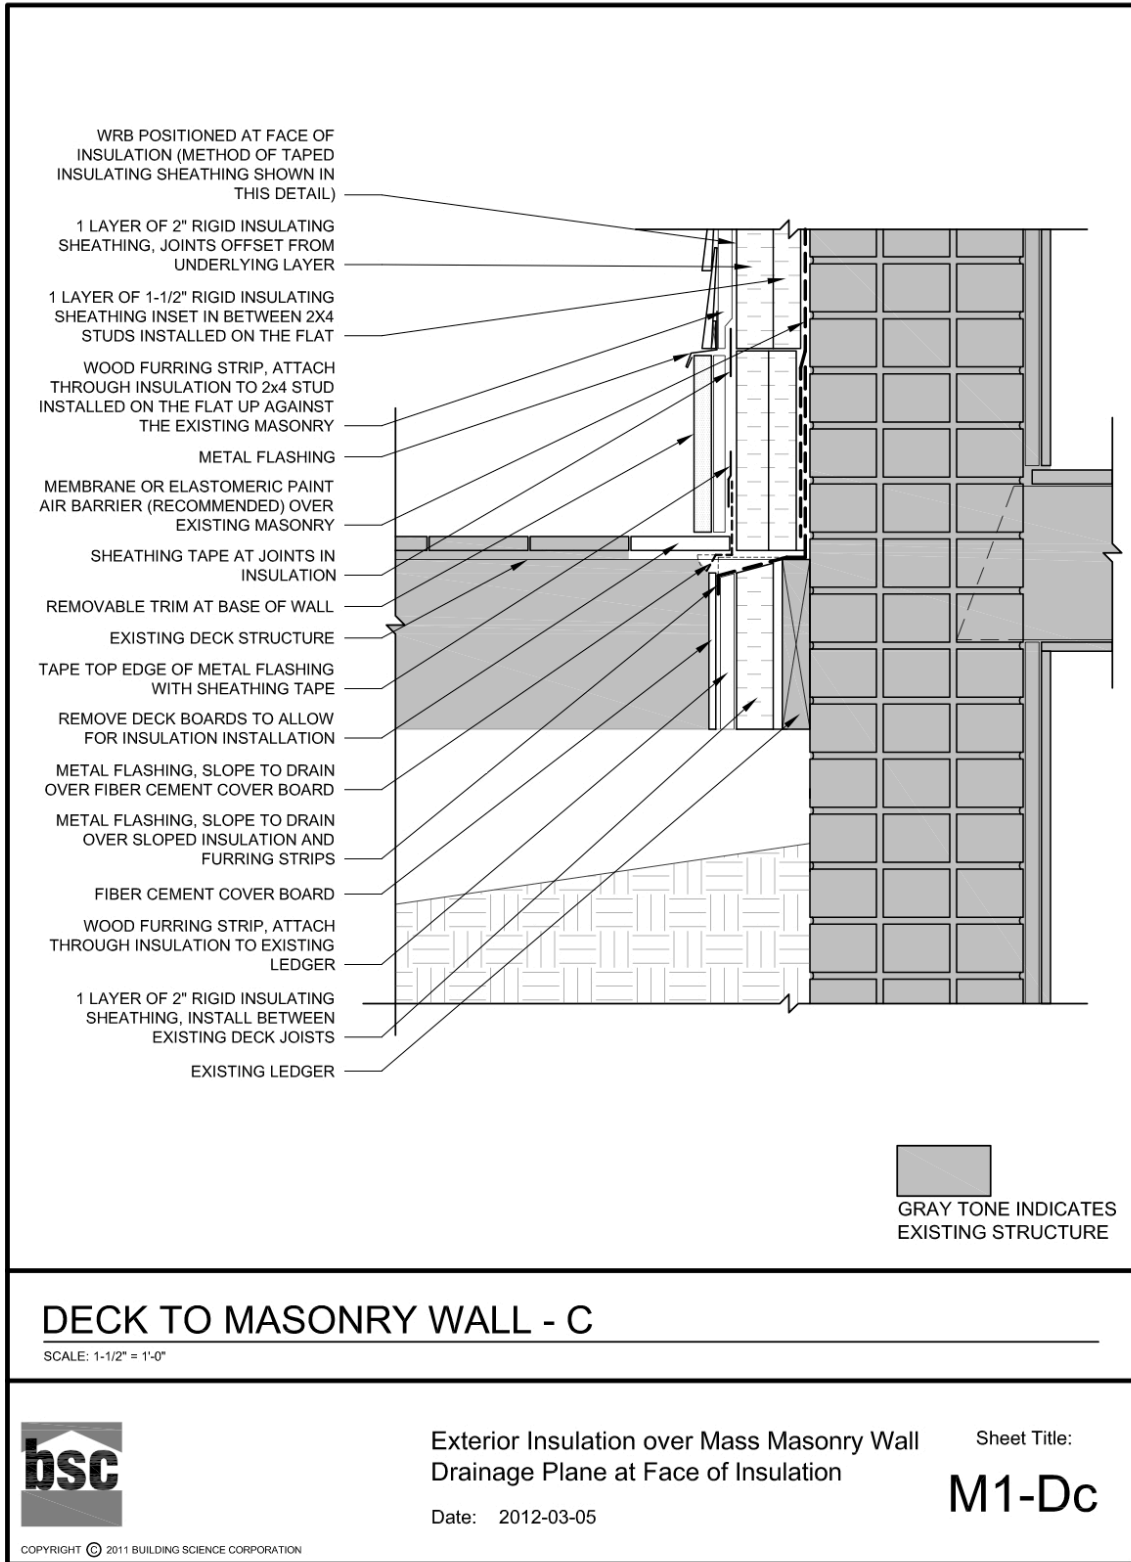 WRB POSITIONED AT FACE OF
INSULATION (METHOD OF TAPED
INSULATING SHEATHING SHOWN IN
THIS DETAIL)
1 LAYER OF 2" RIGID INSULATING
SHEATHING, JOINTS OFFSET FROM
UNDERLYING LAYER
1 LAYER OF 1-1/2" RIGID INSULATING
SHEATHING INSET IN BETWEEN 2X4
STUDS INSTALLED ON THE FLAT
WOOD FURRING STRIP, ATTACH
THROUGH INSULATION TO 2x4 STUD
INSTALLED ON THE FLAT UP AGAINST
THE EXISTING MASONRY
METAL FLASHING
MEMBRANE OR ELASTOMERIC PAINT
AIR BARRIER (RECOMMENDED) OVER
EXISTING MASONRY
SHEATHING TAPE AT JOINTS IN
INSULATION
REMOVABLE TRIM AT BASE OF WALL
EXISTING DECK STRUCTURE
TAPE TOP EDGE OF METAL FLASHING
WITH SHEATHING TAPE
REMOVE DECK BOARDS TO ALLOW
FOR INSULATION INSTALLATION
METAL FLASHING, SLOPE TO DRAIN
OVER FIBER CEMENT COVER BOARD
METAL FLASHING, SLOPE TO DRAIN
OVER SLOPED INSULATION AND
FURRING STRIPS
FIBER CEMENT COVER BOARD
WOOD FURRING STRIP, ATTACH
THROUGH INSULATION TO EXISTING
LEDGER
1 LAYER OF 2" RIGID INSULATING
SHEATHING, INSTALL BETWEEN
EXISTING DECK JOISTS
EXISTING LEDGER
GRAY TONE INDICATES
EXISTING STRUCTURE
DECK TO MASONRY WALL - C
SCALE: 1-1/2" = 1'-0"
bsc
COPYRIGHT © 2011 BUILDING SCIENCE CORPORATION
Exterior Insulation over Mass Masonry Wall
Drainage Plane at Face of Insulation
Date: 2012-03-05
Sheet Title:
M1-Dc